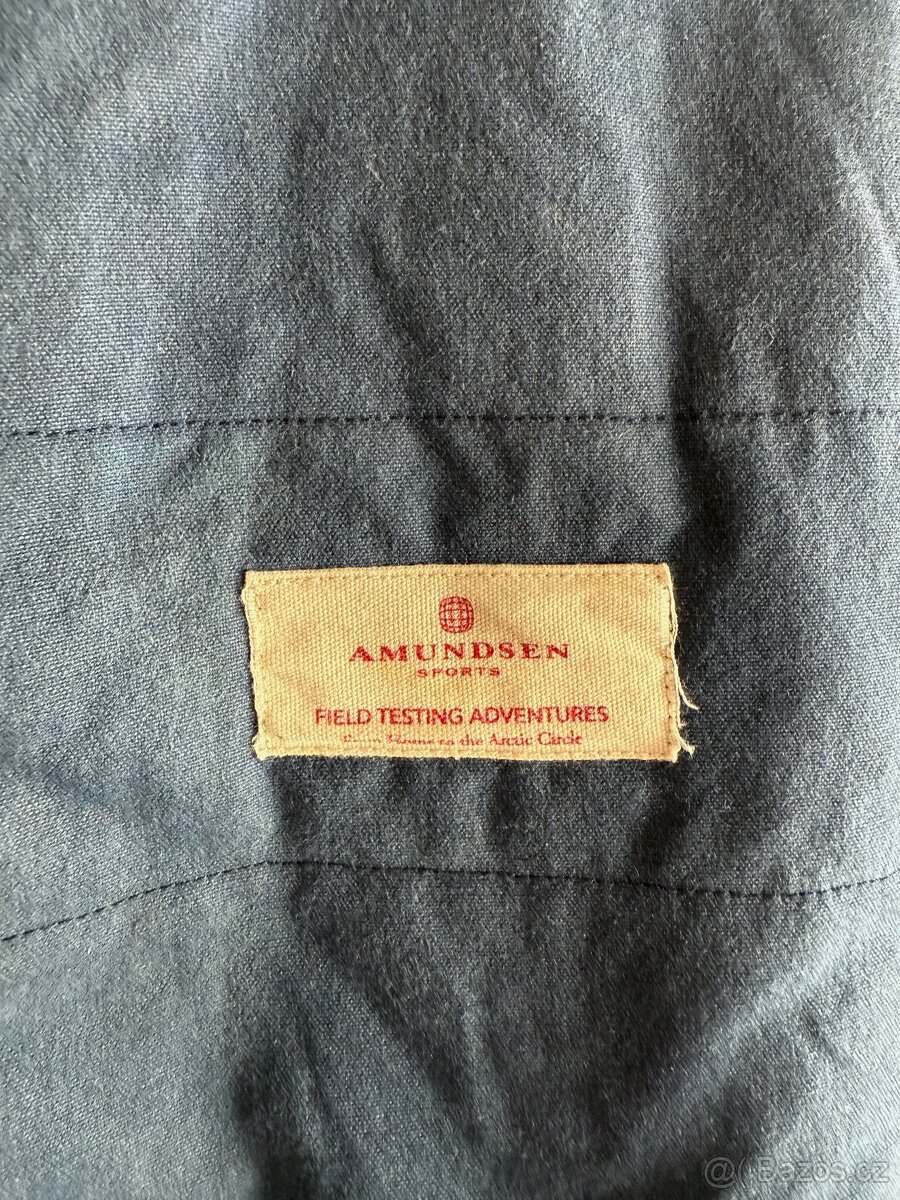 AMUNDSEN
SPORTS
FIELD TESTING ADVENTURES
to the Arctic Circle
@ Bazos.cz